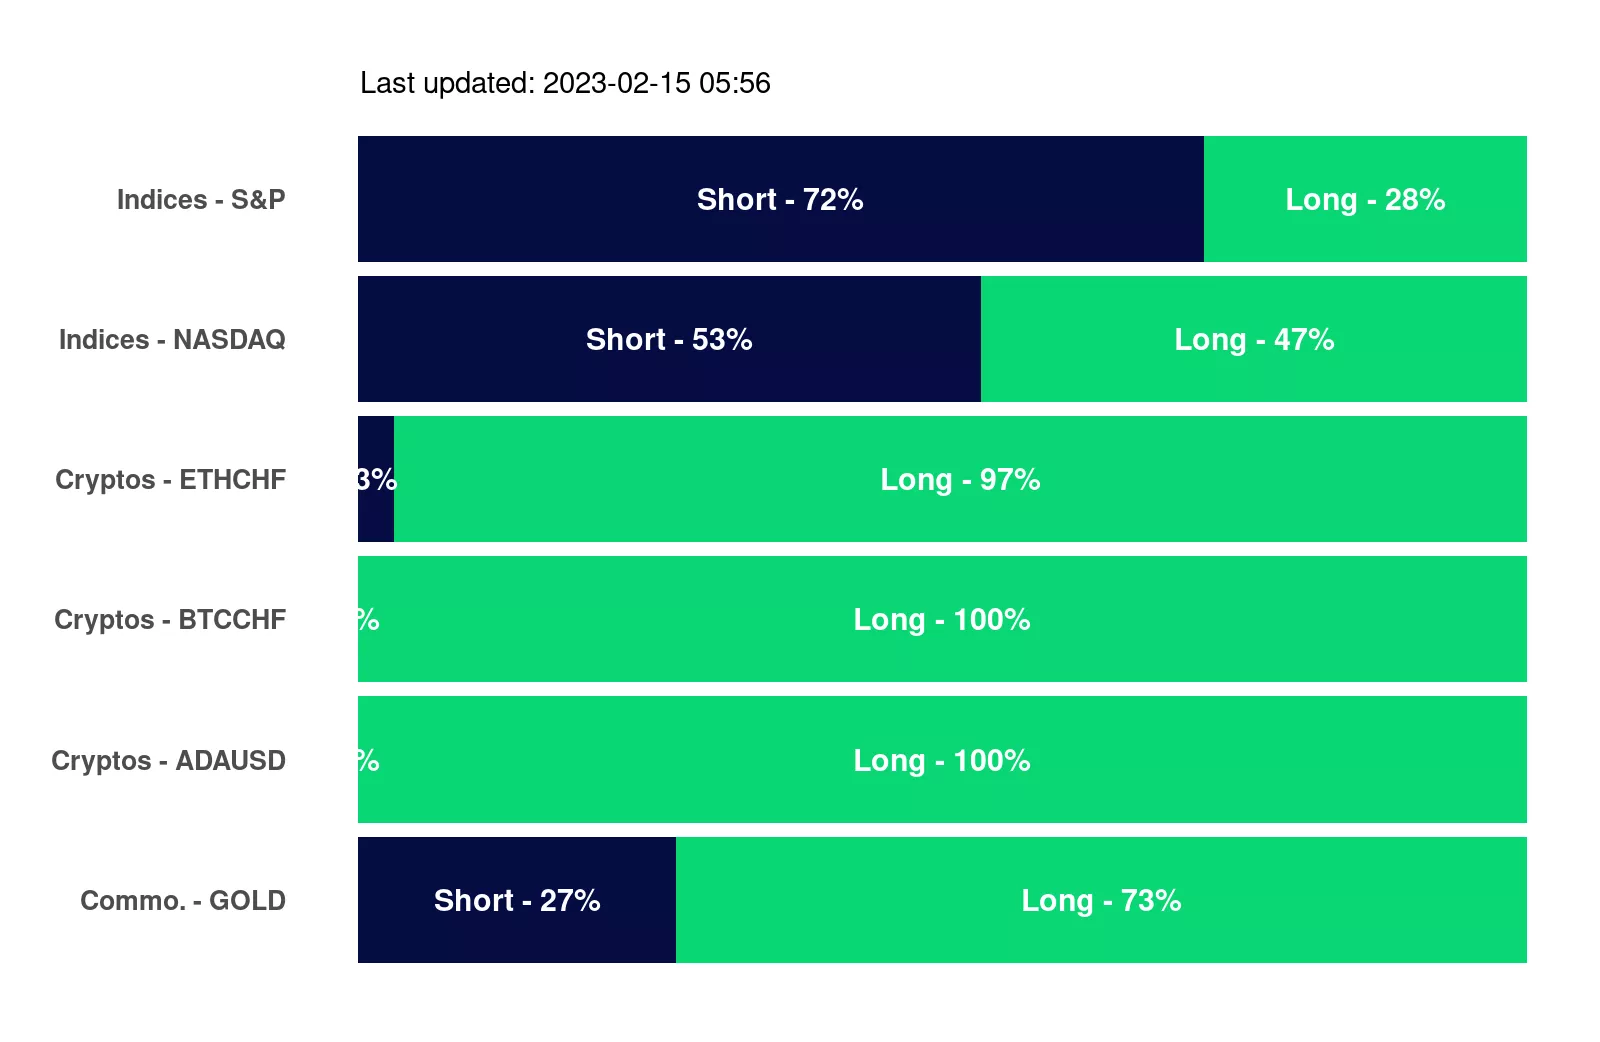 Last updated: 2023-02-15 05:56
Indices - S&P Short - 72% Long - 28%
Indices - NASDAQ Short - 53% Long - 47%
Cryptos - ETHCHF 3% Long - 97%
Cryptos - BTCCHF % Long - 100%
Cryptos - ADAUSD % Long - 100%
Commo. - GOLD Short - 27% Long - 73%